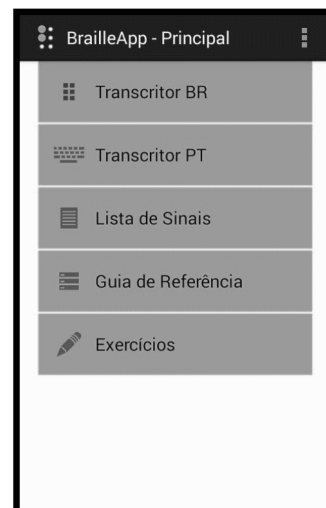 BrailleApp - Principal
Transcritor BR
Transcritor PT
Lista de Sinais
Guia de Referência
Exercícios